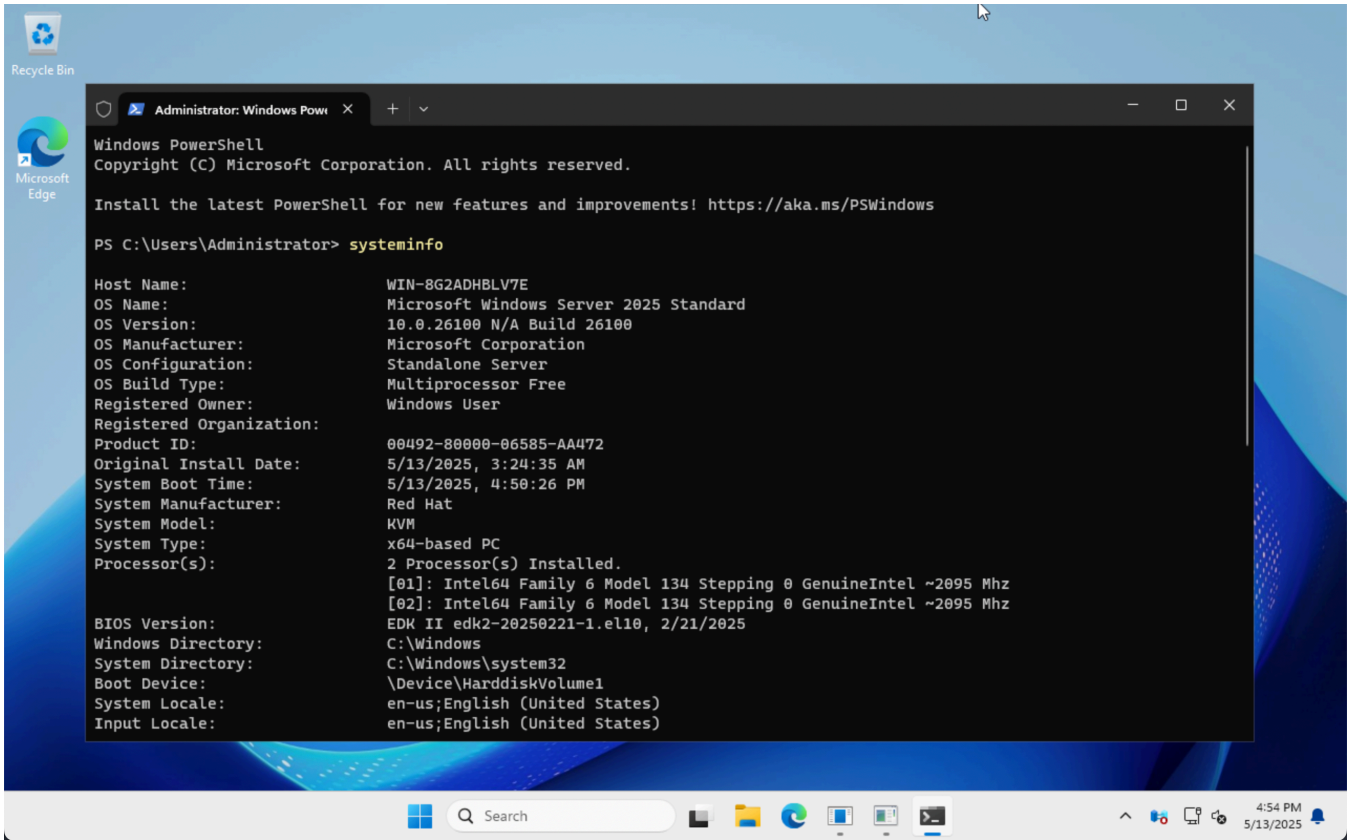 Recycle Bin
Microsoft
Edge
Administrator: Windows Powe
Windows PowerShell
Copyright (C) Microsoft Corporation. All rights reserved.
Install the latest PowerShell for new features and improvements! https://aka.ms/PSWindows
PS C:\Users\Administrator> systeminfo
Host Name: WIN-8G2ADHBLV7E
OS Name: Microsoft Windows Server 2025 Standard
OS Version: 10.0.26100 N/A Build 26100
OS Manufacturer: Microsoft Corporation
OS Configuration: Standalone Server
OS Build Type: Multiprocessor Free
Registered Owner: Windows User
Registered Organization:
Product ID: 00492-80000-06585-AA472
Original Install Date: 5/13/2025, 3:24:35 AM
System Boot Time: 5/13/2025, 4:50:26 PM
System Manufacturer: Red Hat
System Model: KVM
System Type: x64-based PC
Processor(s): 2 Processor(s) Installed.
[01]: Intel64 Family 6 Model 134 Stepping 0 GenuineIntel ~2095 Mhz
[02]: Intel64 Family 6 Model 134 Stepping 0 GenuineIntel ~2095 Mhz
BIOS Version: EDK II edk2-20250221-1.el10, 2/21/2025
Windows Directory: C:\Windows
System Directory: C:\Windows\system32
Boot Device: \Device\HarddiskVolume1
System Locale: en-us;English (United States)
Input Locale: en-us;English (United States)
Search
4:54 PM
5/13/2025